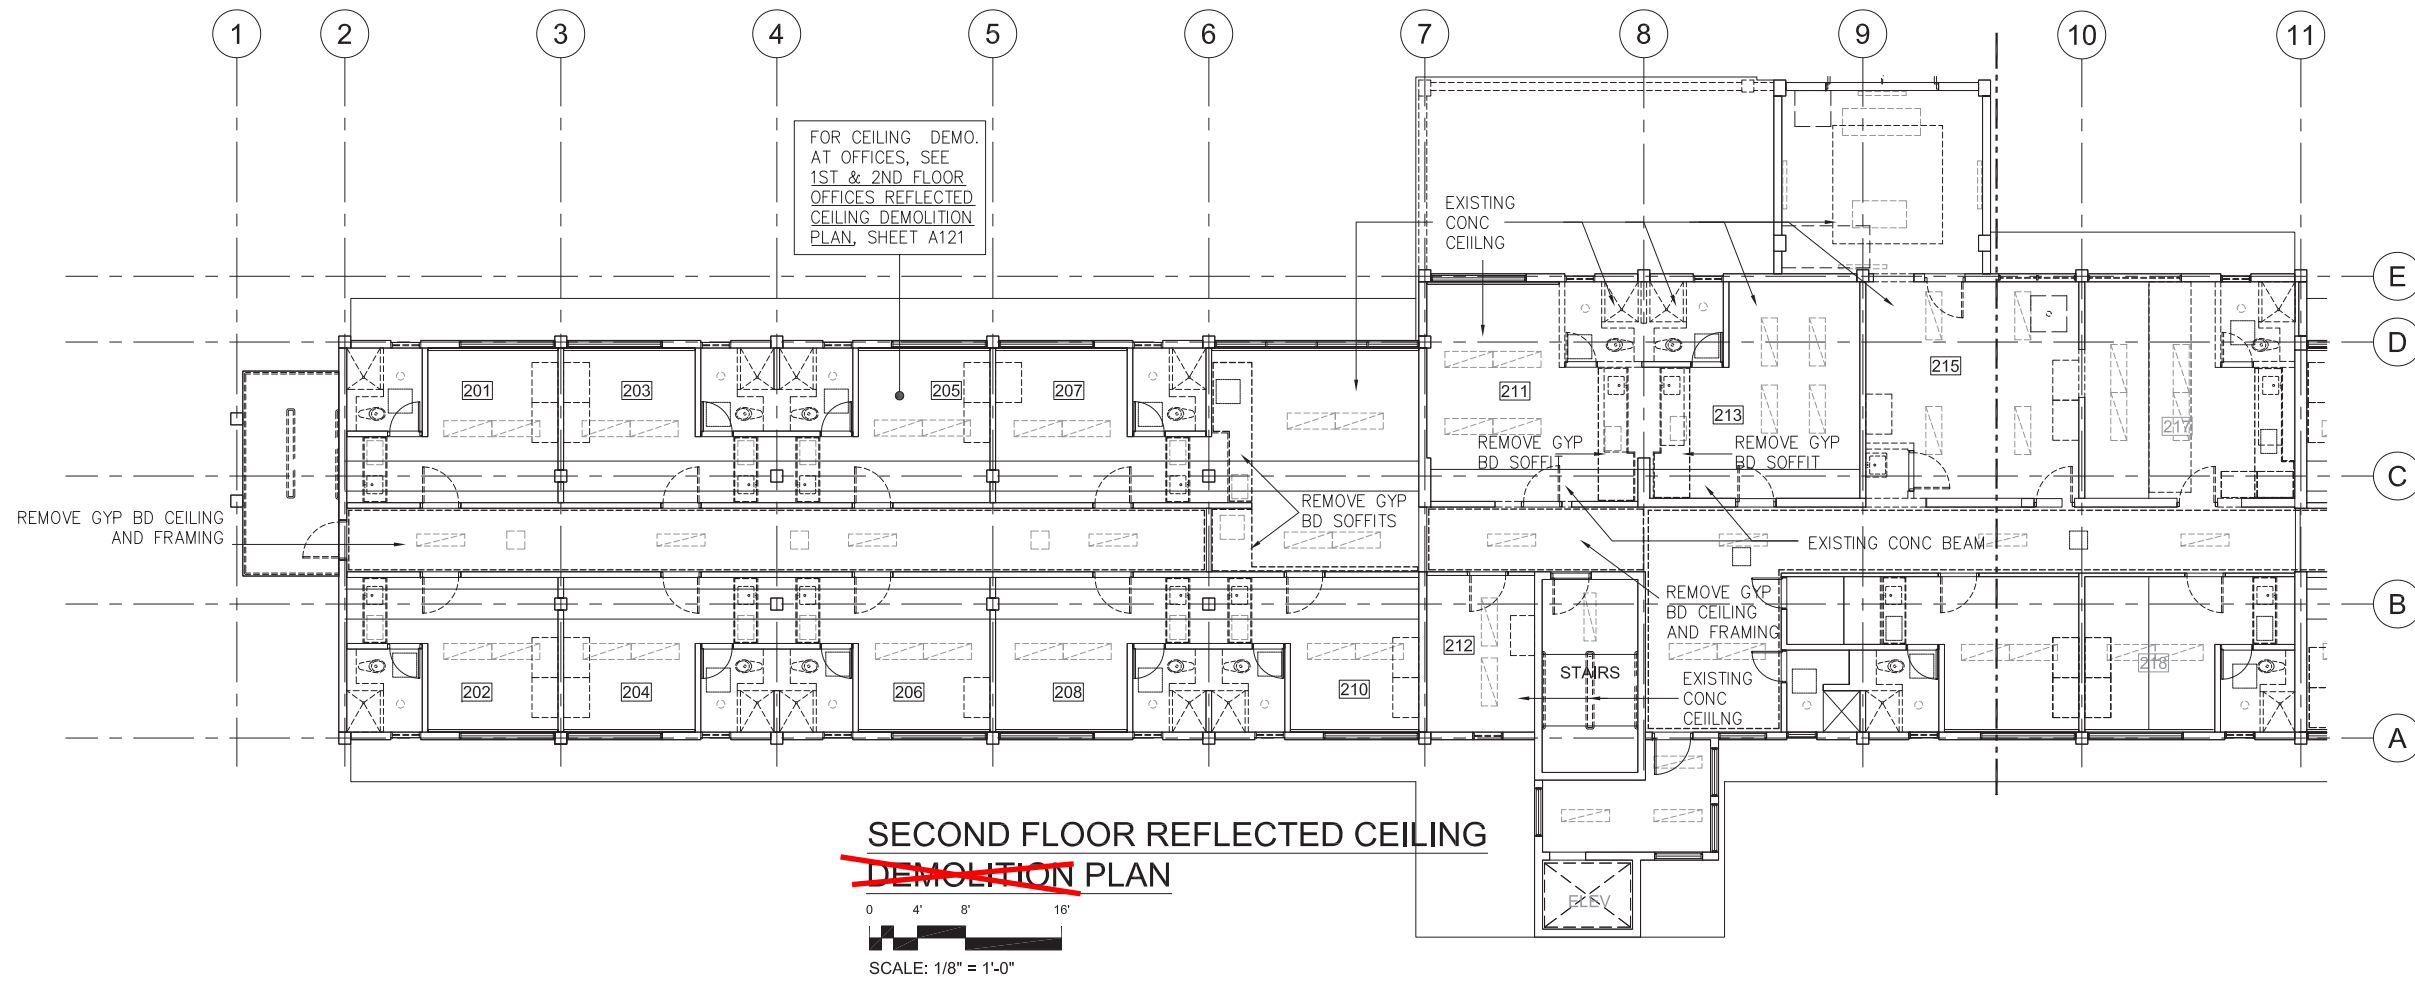 1 2 3 4 5 6 7 8 9 10 11
FOR CEILING DEMO.
AT OFFICES, SEE
1ST & 2ND FLOOR
OFFICES REFLECTED
CEILING DEMOLITION
PLAN, SHEET A121
EXISTING
CONC
CEIILNG
E
D
C
B
A
201
203
205
207
211
213
215
217
REMOVE GYP
BD SOFFIT
REMOVE GYP
BD SOFFIT
REMOVE GYP
BD SOFFITS
REMOVE GYP BD CEILING
AND FRAMING
EXISTING CONC BEAM
REMOVE GYP
BD CEILING
AND FRAMING
202
204
206
208
210
212
STAIRS
218
EXISTING
CONC
CEIILNG
ELEV
SECOND FLOOR REFLECTED CEILING
DEMOLITION PLAN
0 4' 8' 16'
SCALE: 1/8" = 1'-0"